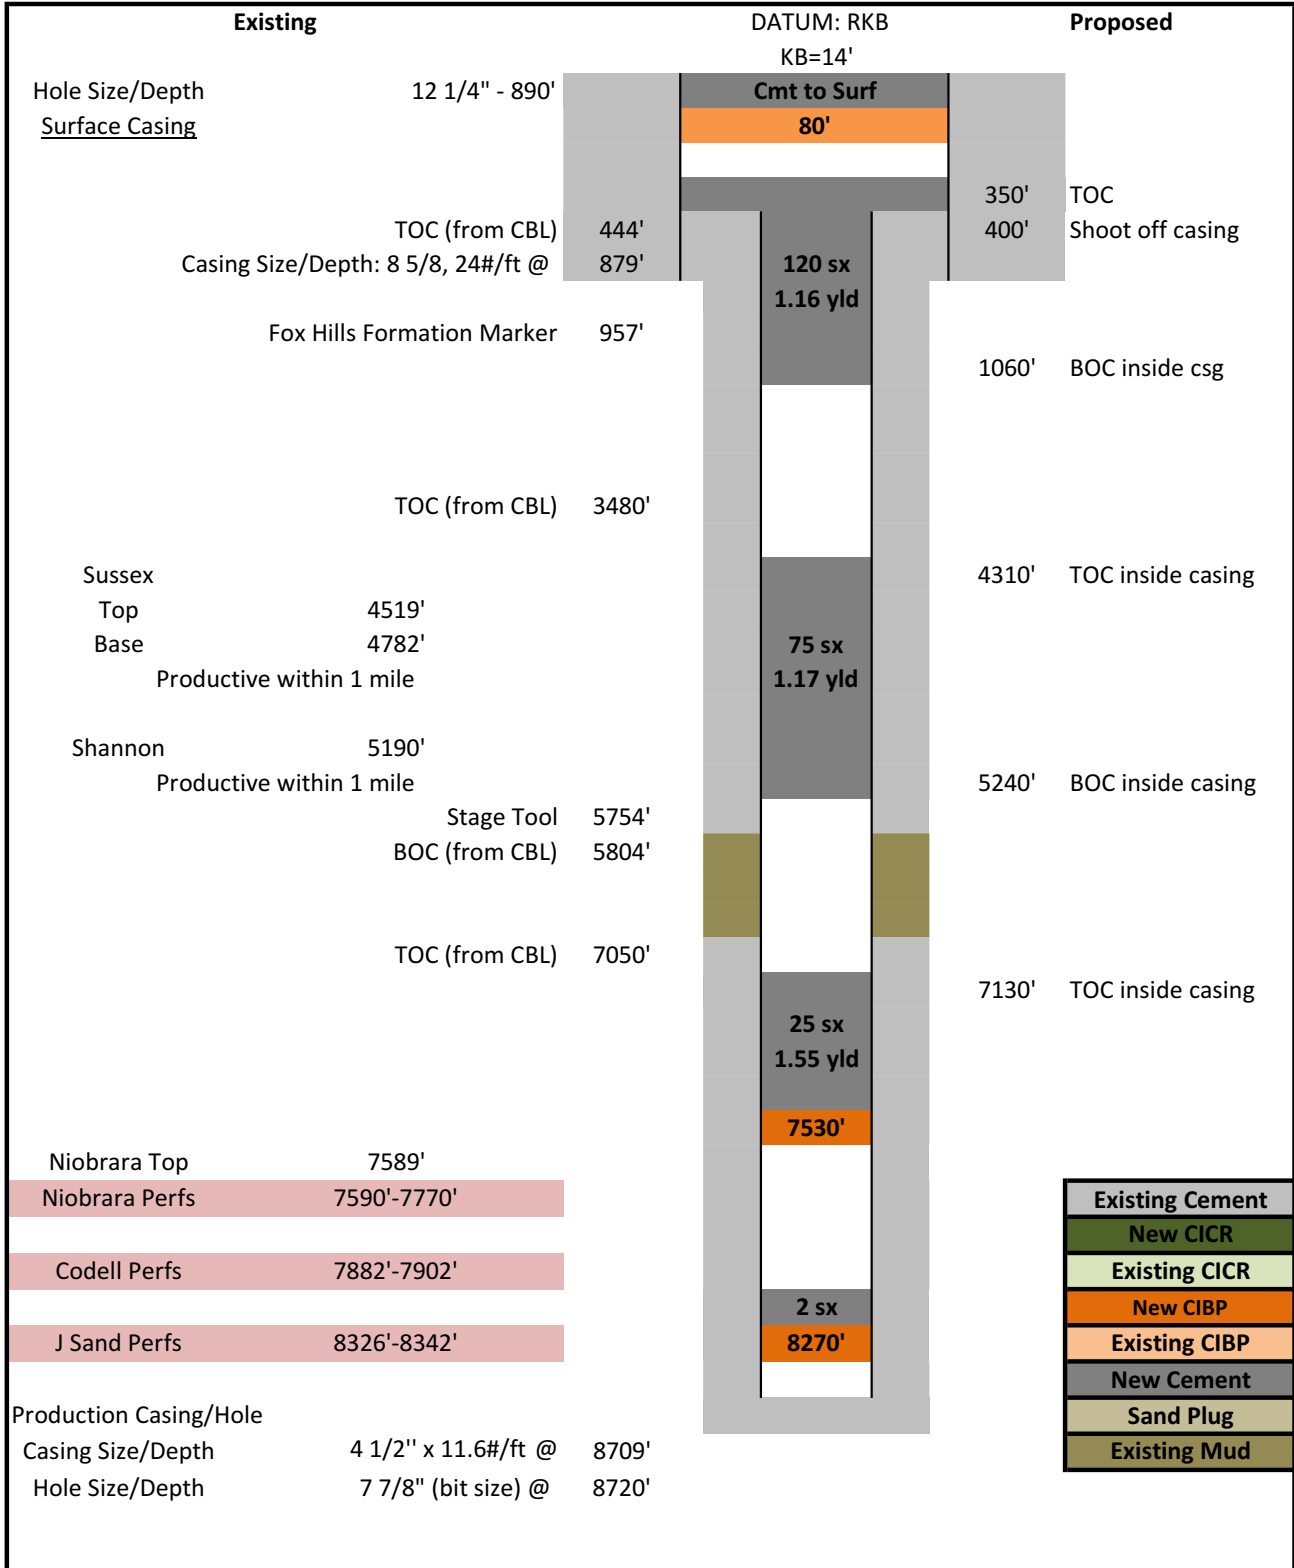 Existing DATUM: RKB Proposed
KB=14'
Hole Size/Depth 12 1/4" - 890' Cmt to Surf
Surface Casing 80'
350' TOC
TOC (from CBL) 444' 400' Shoot off casing
Casing Size/Depth: 8 5/8, 24#/ft @ 879' 120 sx
1.16 yld
Fox Hills Formation Marker 957'
1060' BOC inside csg
TOC (from CBL) 3480'
Sussex 4310' TOC inside casing
Top 4519'
Base 4782' 75 sx
Productive within 1 mile 1.17 yld
Shannon 5190'
Productive within 1 mile 5240' BOC inside casing
Stage Tool 5754'
BOC (from CBL) 5804'
TOC (from CBL) 7050'
7130' TOC inside casing
25 sx
1.55 yld
7530'
Niobrara Top 7589'
Niobrara Perfs 7590'-7770' Existing Cement
New CICR
Codell Perfs 7882'-7902' Existing CICR
2 sx New CIBP
J Sand Perfs 8326'-8342' 8270' Existing CIBP
New Cement
Production Casing/Hole Sand Plug
Casing Size/Depth 4 1/2'' x 11.6#/ft @ 8709' Existing Mud
Hole Size/Depth 7 7/8" (bit size) @ 8720'